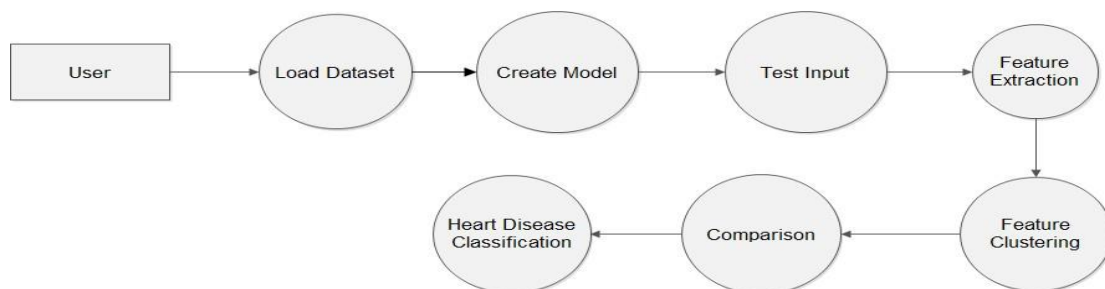 User
Load Dataset
Create Model
Test Input
Feature
Extraction
Feature
Clustering
Comparison
Heart Disease
Classification